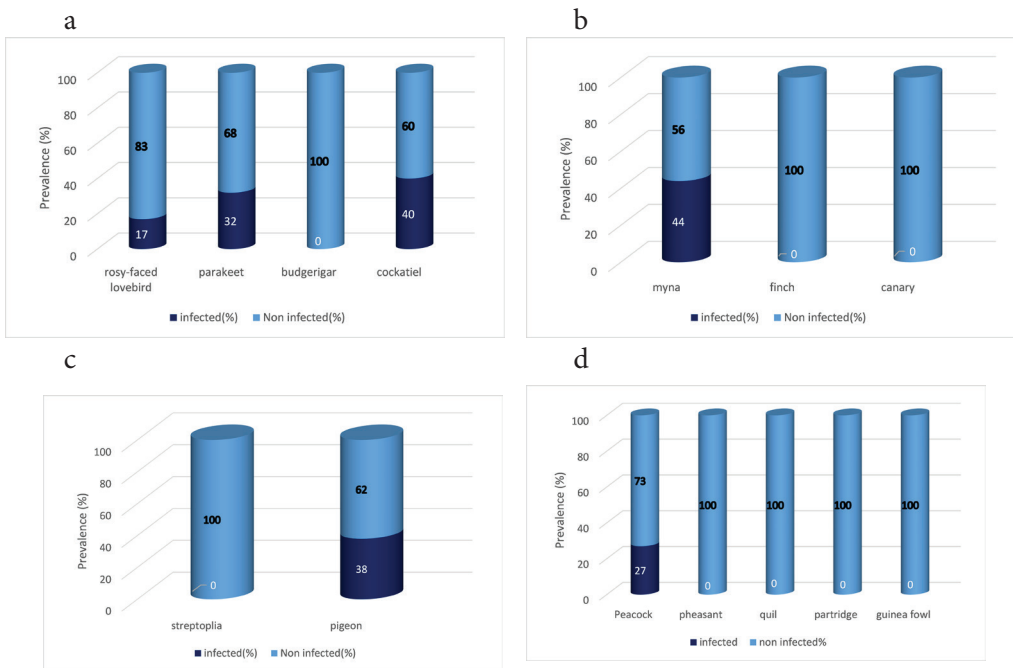 a
100
80
60
40
20
0
Prevalence (%)
83
17
68
32
100
0
60
40
rosy-faced
lovebird
parakeet
budgerigar
cockatiel
infected(%) Non infected(%)
b
100
80
60
40
20
0
Prevalence (%)
56
44
100
0
100
0
myna
finch
canary
infected(%) Non infected(%)
c
100
80
60
40
20
0
Prevalence (%)
100
0
62
38
streptoplia
pigeon
infected(%) Non infected(%)
d
100
80
60
40
20
0
Prevalence (%)
73
27
100
0
100
0
100
0
100
0
Peacock
pheasant
quil
partridge
guinea fowl
infected non infected%